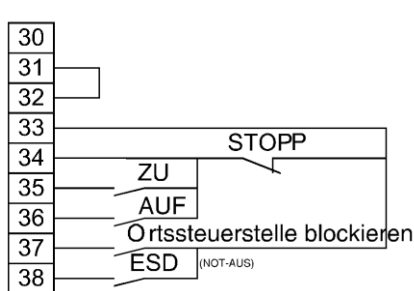 30
31
32
33
STOPP
34
ZU
35
AUF
36
Ortssteuerstelle blockieren
37
ESD (NOT-AUS)
38